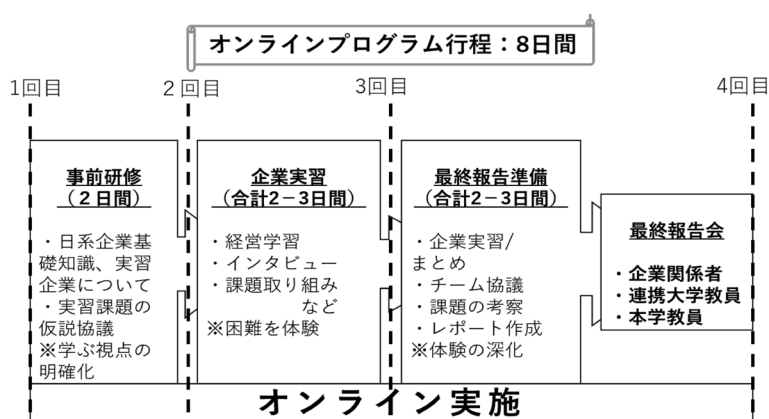 オンラインプログラム行程：8日間
1回目
２回目
3回目
4回目
事前研修
（２日間）
・日系企業基
礎知識、実習
企業について
・実習課題の
仮説協議
※学ぶ視点の
明確化
企業実習
（合計2－3日間）
・経営学習
・インタビュー
・課題取り組み
など
※困難を体験
最終報告準備
（合計2－3日間）
・企業実習/
まとめ
・チーム協議
・課題の考察
・レポート作成
※体験の深化
最終報告会
・企業関係者
・連携大学教員
・本学教員
オンライン実施